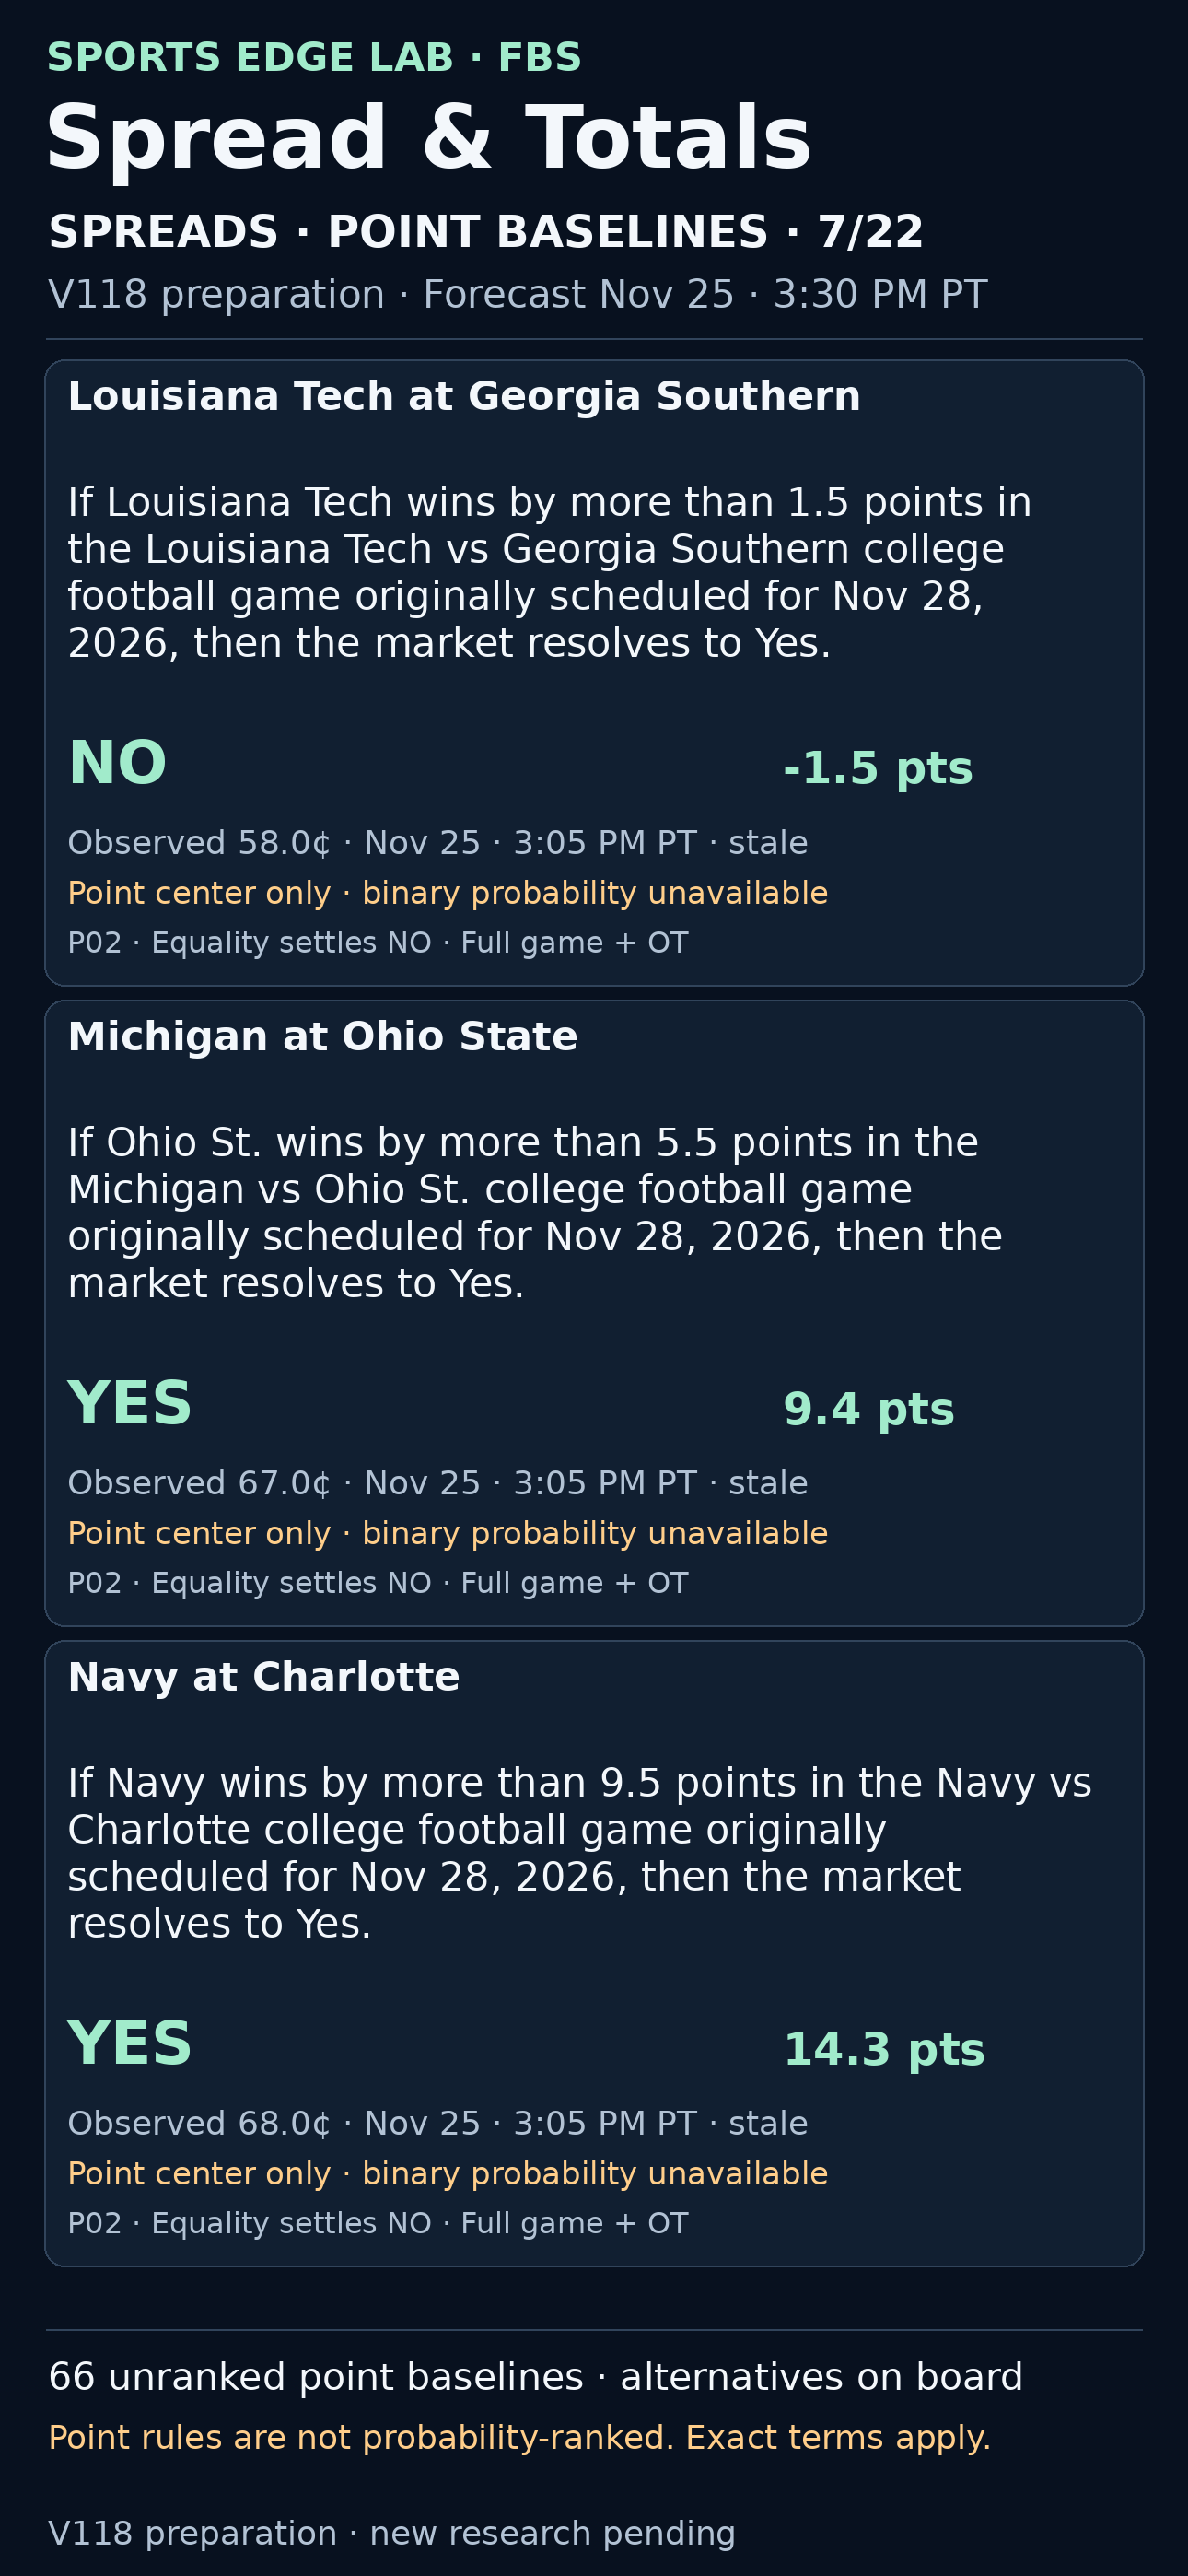 SPORTS EDGE LAB · FBS
Spread & Totals
SPREADS · POINT BASELINES · 7/22
V118 preparation · Forecast Nov 25 · 3:30 PM PT
Louisiana Tech at Georgia Southern
If Louisiana Tech wins by more than 1.5 points in
the Louisiana Tech vs Georgia Southern college
football game originally scheduled for Nov 28,
2026, then the market resolves to Yes.
NO -1.5 pts
Observed 58.0¢ · Nov 25 · 3:05 PM PT · stale
Point center only · binary probability unavailable
P02 · Equality settles NO · Full game + OT
Michigan at Ohio State
If Ohio St. wins by more than 5.5 points in the
Michigan vs Ohio St. college football game
originally scheduled for Nov 28, 2026, then the
market resolves to Yes.
YES 9.4 pts
Observed 67.0¢ · Nov 25 · 3:05 PM PT · stale
Point center only · binary probability unavailable
P02 · Equality settles NO · Full game + OT
Navy at Charlotte
If Navy wins by more than 9.5 points in the Navy vs
Charlotte college football game originally
scheduled for Nov 28, 2026, then the market
resolves to Yes.
YES 14.3 pts
Observed 68.0¢ · Nov 25 · 3:05 PM PT · stale
Point center only · binary probability unavailable
P02 · Equality settles NO · Full game + OT
66 unranked point baselines · alternatives on board
Point rules are not probability-ranked. Exact terms apply.
V118 preparation · new research pending